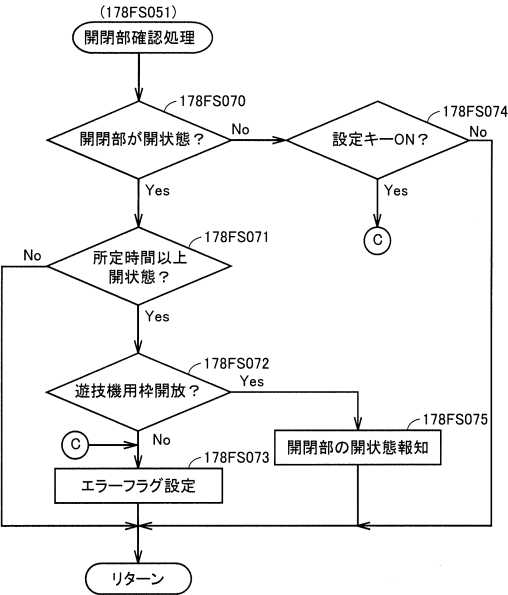 (178FS051)
開閉部確認処理
178FS070
開閉部が開状態？
No
Yes
178FS074
設定キーON？
No
Yes
C
178FS071
所定時間以上
開状態？
No
Yes
178FS072
遊技機用枠開放？
Yes
No
C
178FS075
開閉部の開状態報知
178FS073
エラーフラグ設定
リターン